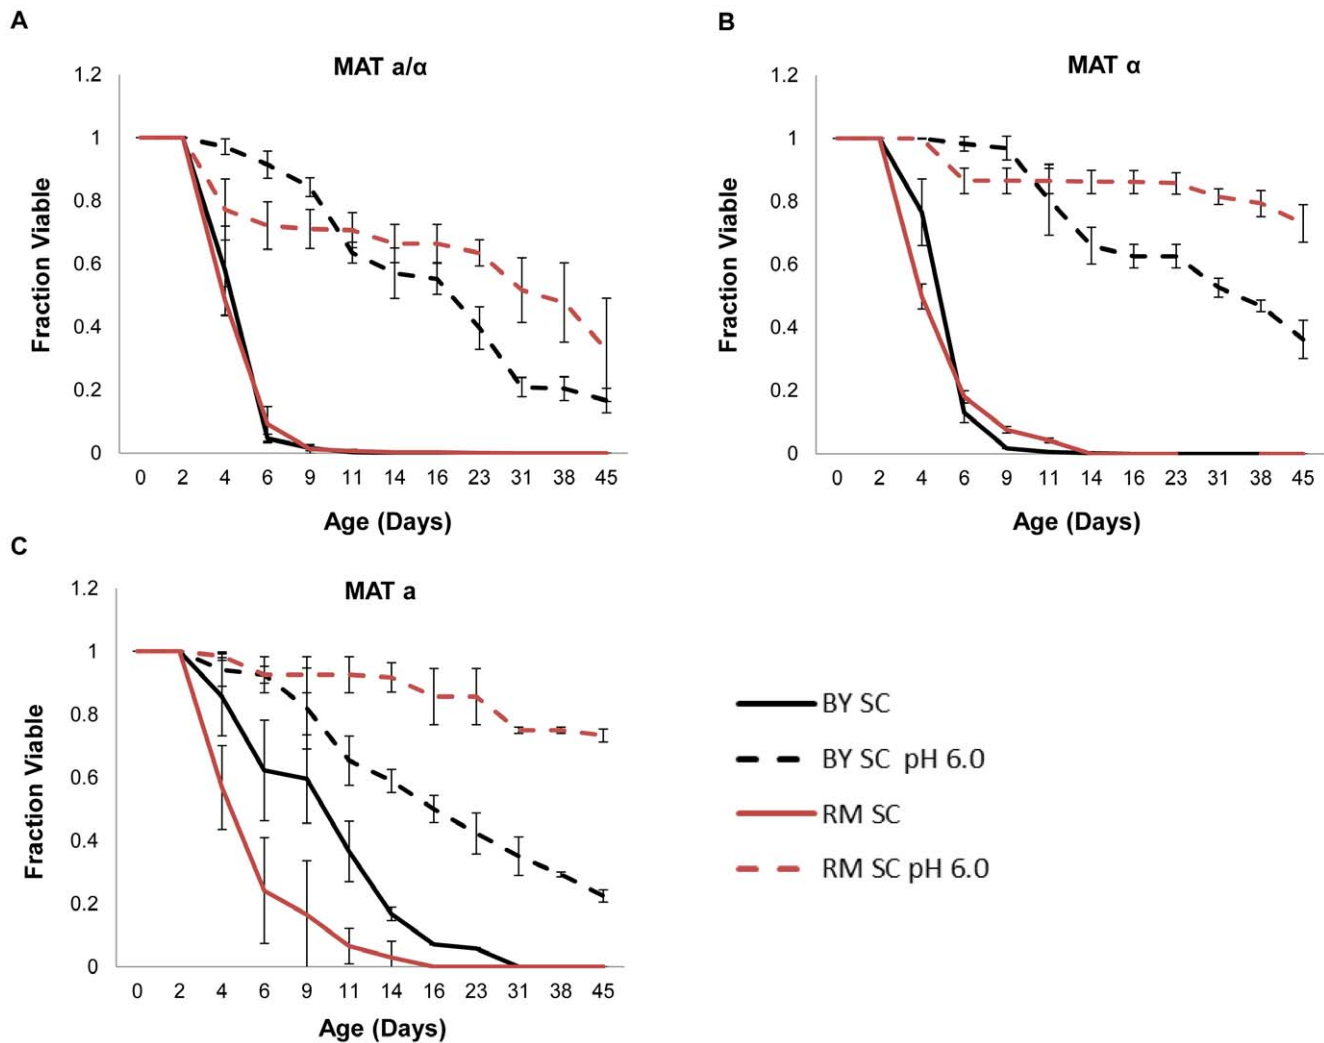 A
MAT a/α
1.2
1
0.8
0.6
0.4
0.2
0
Fraction Viable
0 2 4 6 9 11 14 16 23 31 38 45
Age (Days)
B
MAT α
1.2
1
0.8
0.6
0.4
0.2
0
Fraction Viable
0 2 4 6 9 11 14 16 23 31 38 45
Age (Days)
C
MAT a
1.2
1
0.8
0.6
0.4
0.2
0
Fraction Viable
0 2 4 6 9 11 14 16 23 31 38 45
Age (Days)
BY SC
BY SC pH 6.0
RM SC
RM SC pH 6.0